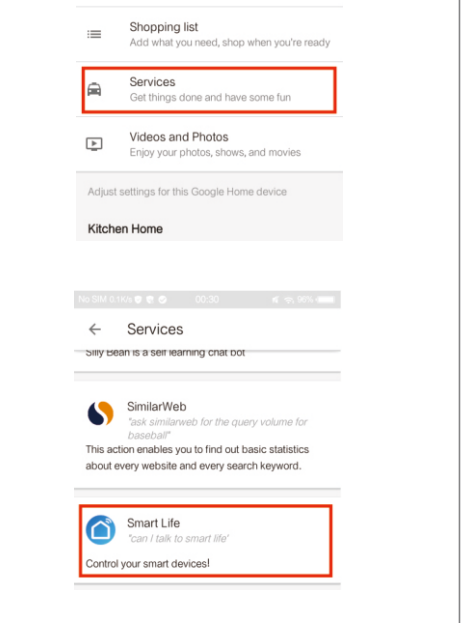 Shopping list
Add what you need, shop when you're ready
Services
Get things done and have some fun
Videos and Photos
Enjoy your photos, shows, and movies
Adjust settings for this Google Home device
Kitchen Home
No SIM 0.1K/s 00:30 96%
Services
Silly Bean is a self learning chat bot
SimilarWeb
"ask similarweb for the query volume for
baseball"
This action enables you to find out basic statistics
about every website and every search keyword.
Smart Life
"can I talk to smart life'
Control your smart devices!